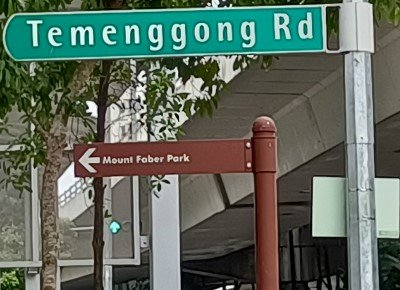 Temenggong Rd
Mount Faber Park